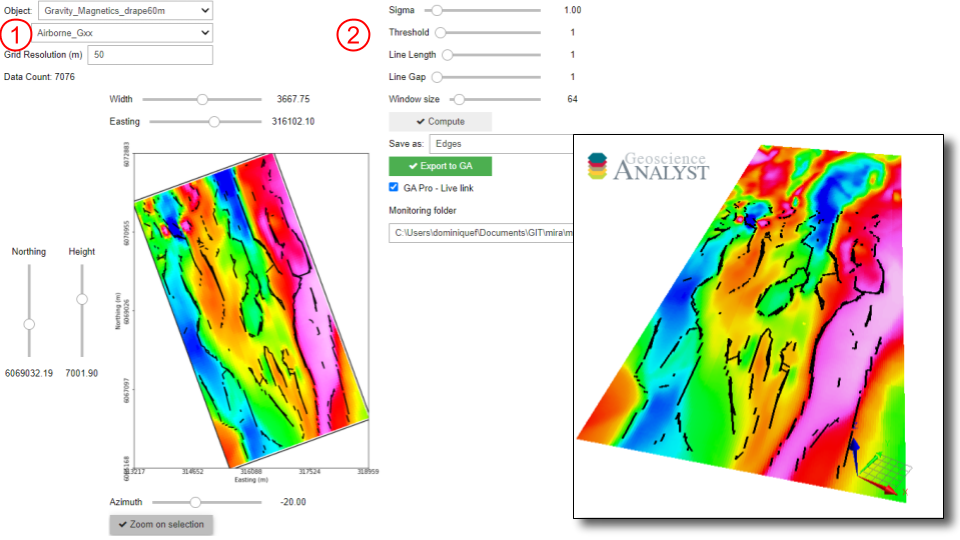 Object: Gravity_Magnetics_drape60m
1 Airborne_Gxx
Grid Resolution (m) 50
Data Count: 7076
Width 3667.75
Easting 316102.10
6072883
6070955
6069026
6067097
Northing (m)
313217 314652 316088 317524 318959
Easting (m)
Northing Height
6069032.19 7001.90
Azimuth -20.00
✔ Zoom on selection
2
Sigma 1.00
Threshold 1
Line Length 1
Line Gap 1
Window size 64
✔ Compute
Save as: Edges
✔ Export to GA
GA Pro - Live link
Monitoring folder
C:\Users\dominiquef\Documents\GIT\mira\m
Geoscience
ANALYST